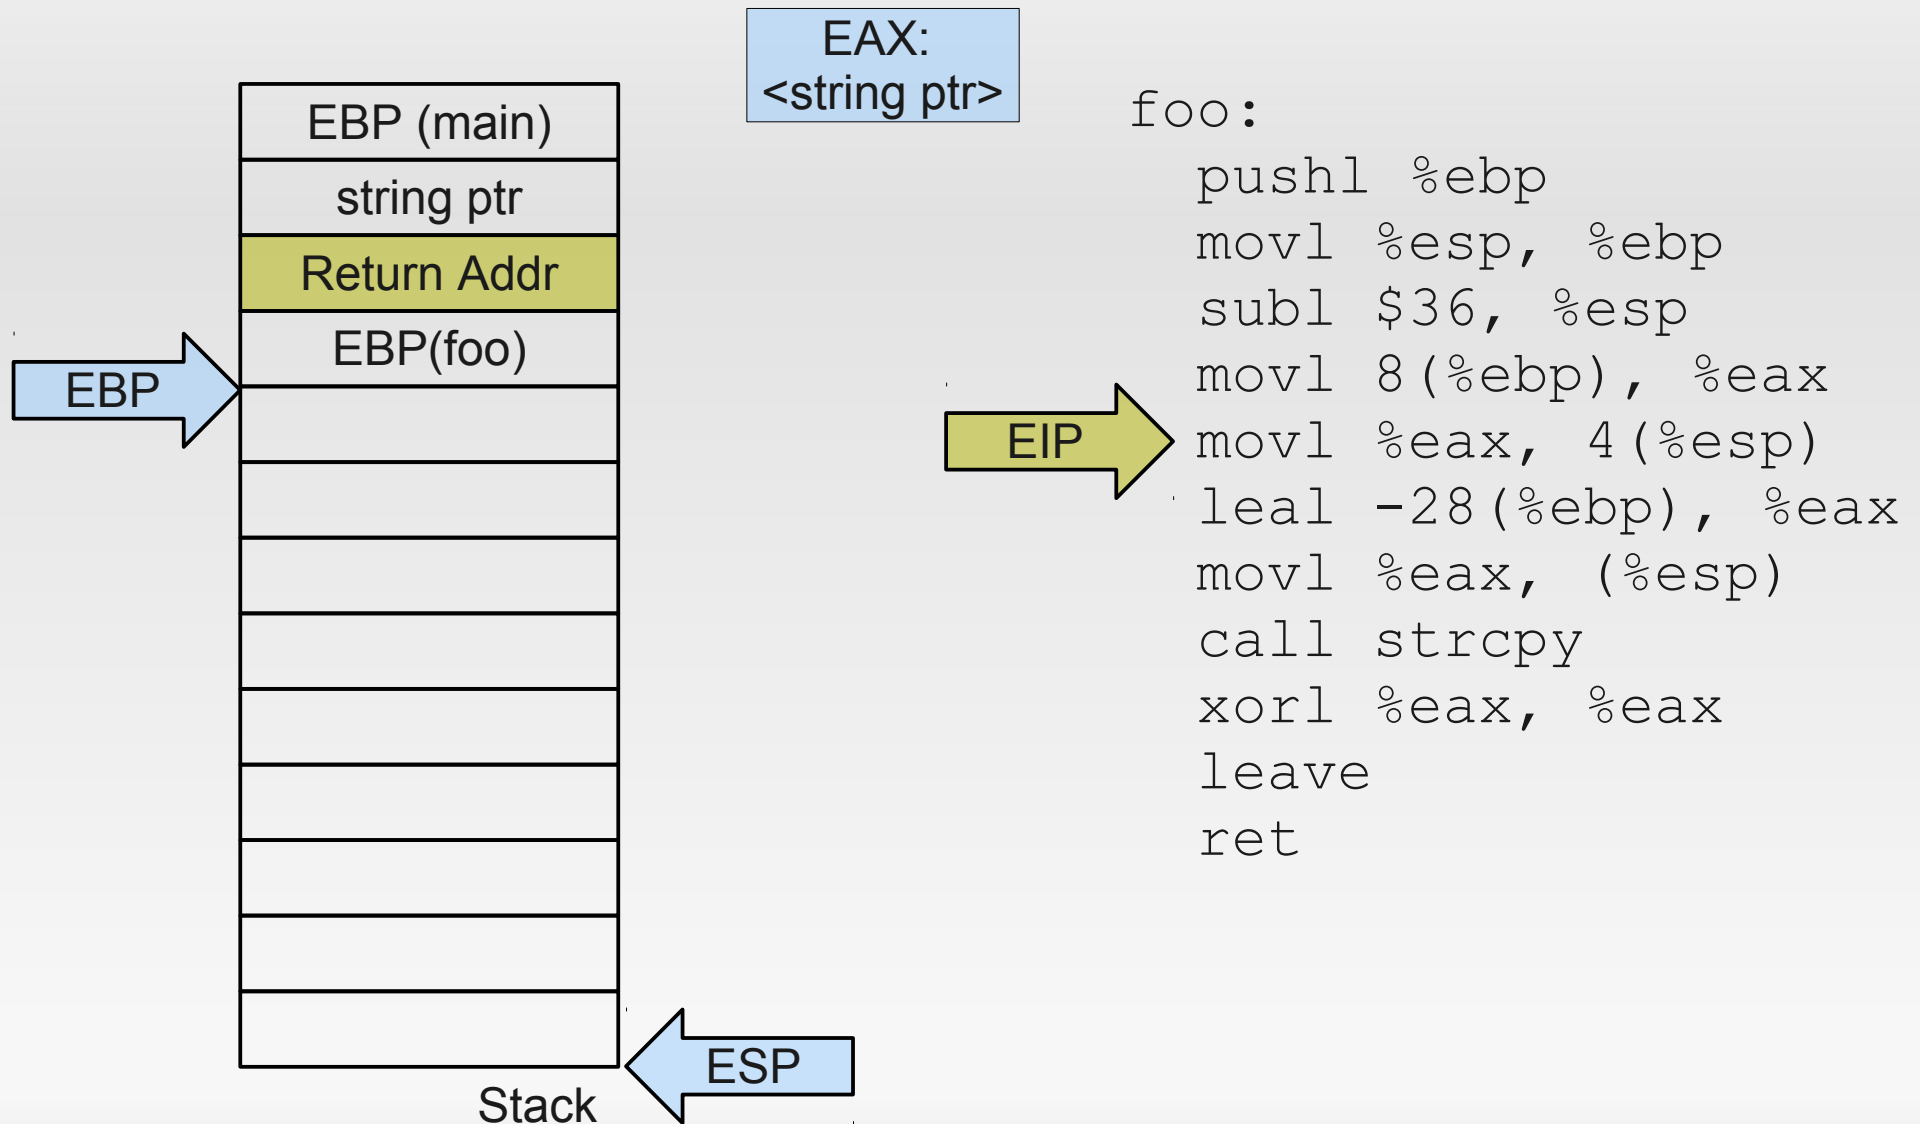 EAX:
<string ptr>
EBP (main)
string ptr
Return Addr
EBP(foo)
EBP
ESP
Stack
EIP
foo:
pushl %ebp
movl %esp, %ebp
subl $36, %esp
movl 8(%ebp), %eax
movl %eax, 4(%esp)
leal -28(%ebp), %eax
movl %eax, (%esp)
call strcpy
xorl %eax, %eax
leave
ret